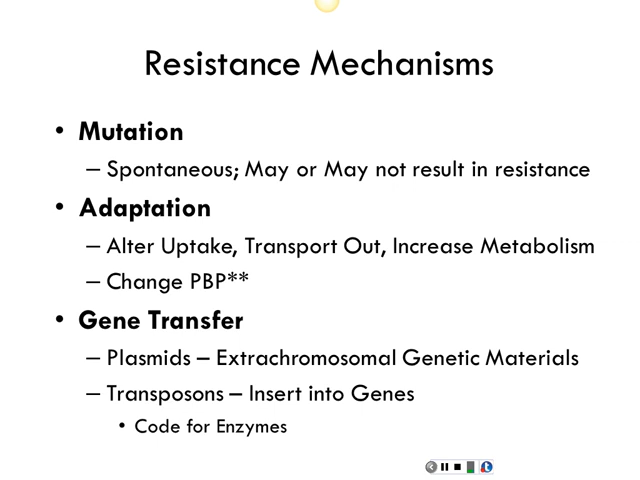 Resistance Mechanisms
• Mutation
– Spontaneous; May or May not result in resistance
• Adaptation
– Alter Uptake, Transport Out, Increase Metabolism
– Change PBP**
• Gene Transfer
– Plasmids – Extrachromosomal Genetic Materials
– Transposons – Insert into Genes
• Code for Enzymes